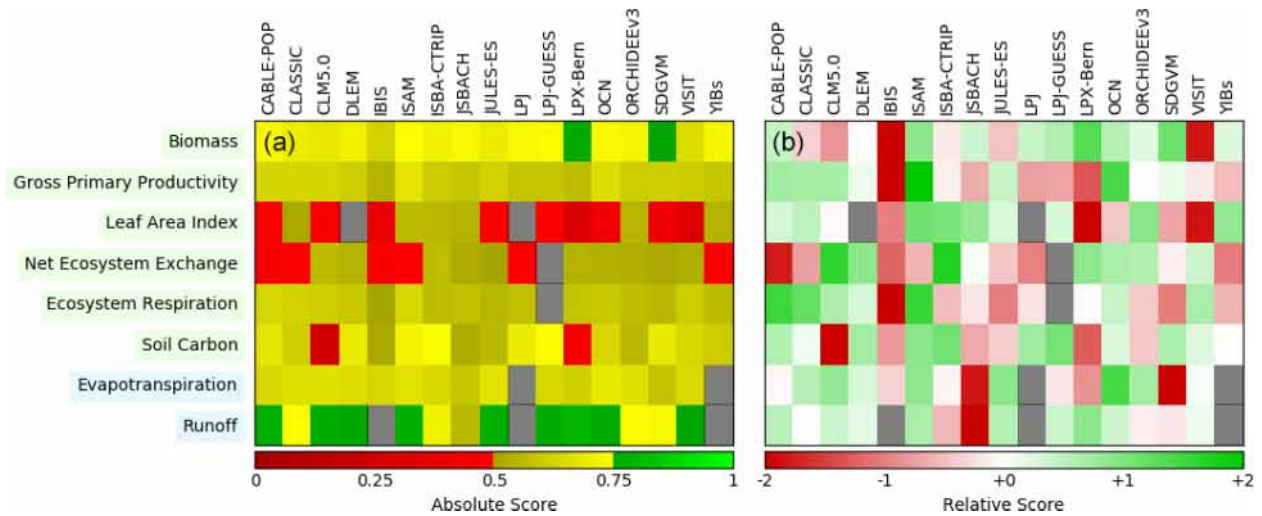 CABLE-POP
CLASSIC
CLM5.0
DLEM
IBIS
ISAM
ISBA-CTRIP
JSBACH
JULES-ES
LPJ
LPJ-GUESS
LPX-Bern
OCN
ORCHIDEEv3
SDGVM
VISIT
YIBs
CABLE-POP
CLASSIC
CLM5.0
DLEM
IBIS
ISAM
ISBA-CTRIP
JSBACH
JULES-ES
LPJ
LPJ-GUESS
LPX-Bern
OCN
ORCHIDEEv3
SDGVM
VISIT
YIBs
(a)
(b)
Biomass
Gross Primary Productivity
Leaf Area Index
Net Ecosystem Exchange
Ecosystem Respiration
Soil Carbon
Evapotranspiration
Runoff
0 0.25 0.5 0.75 1
Absolute Score
-2 -1 +0 +1 +2
Relative Score